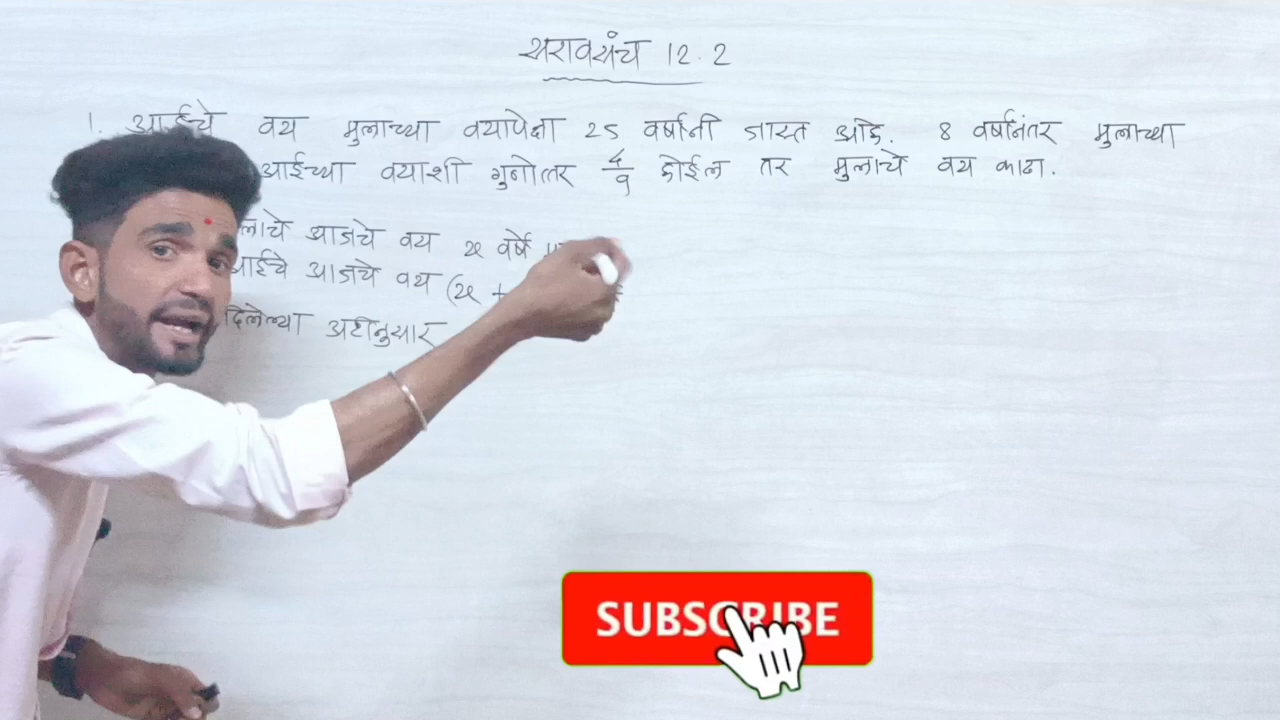 सरावसंच 12.2
1. आईचे वय मुलाच्या वयापेक्षा 25 वर्षांनी जास्त आहे. 8 वर्षांनंतर मुलाच्या
आईच्या वयाशी गुणोत्तर 4/9 होईल तर मुलाचे वय काढा.
आजचे वय x वर्षे
आजचे वय (x +
दिलेल्या अटीनुसार
SUBSCRIBE